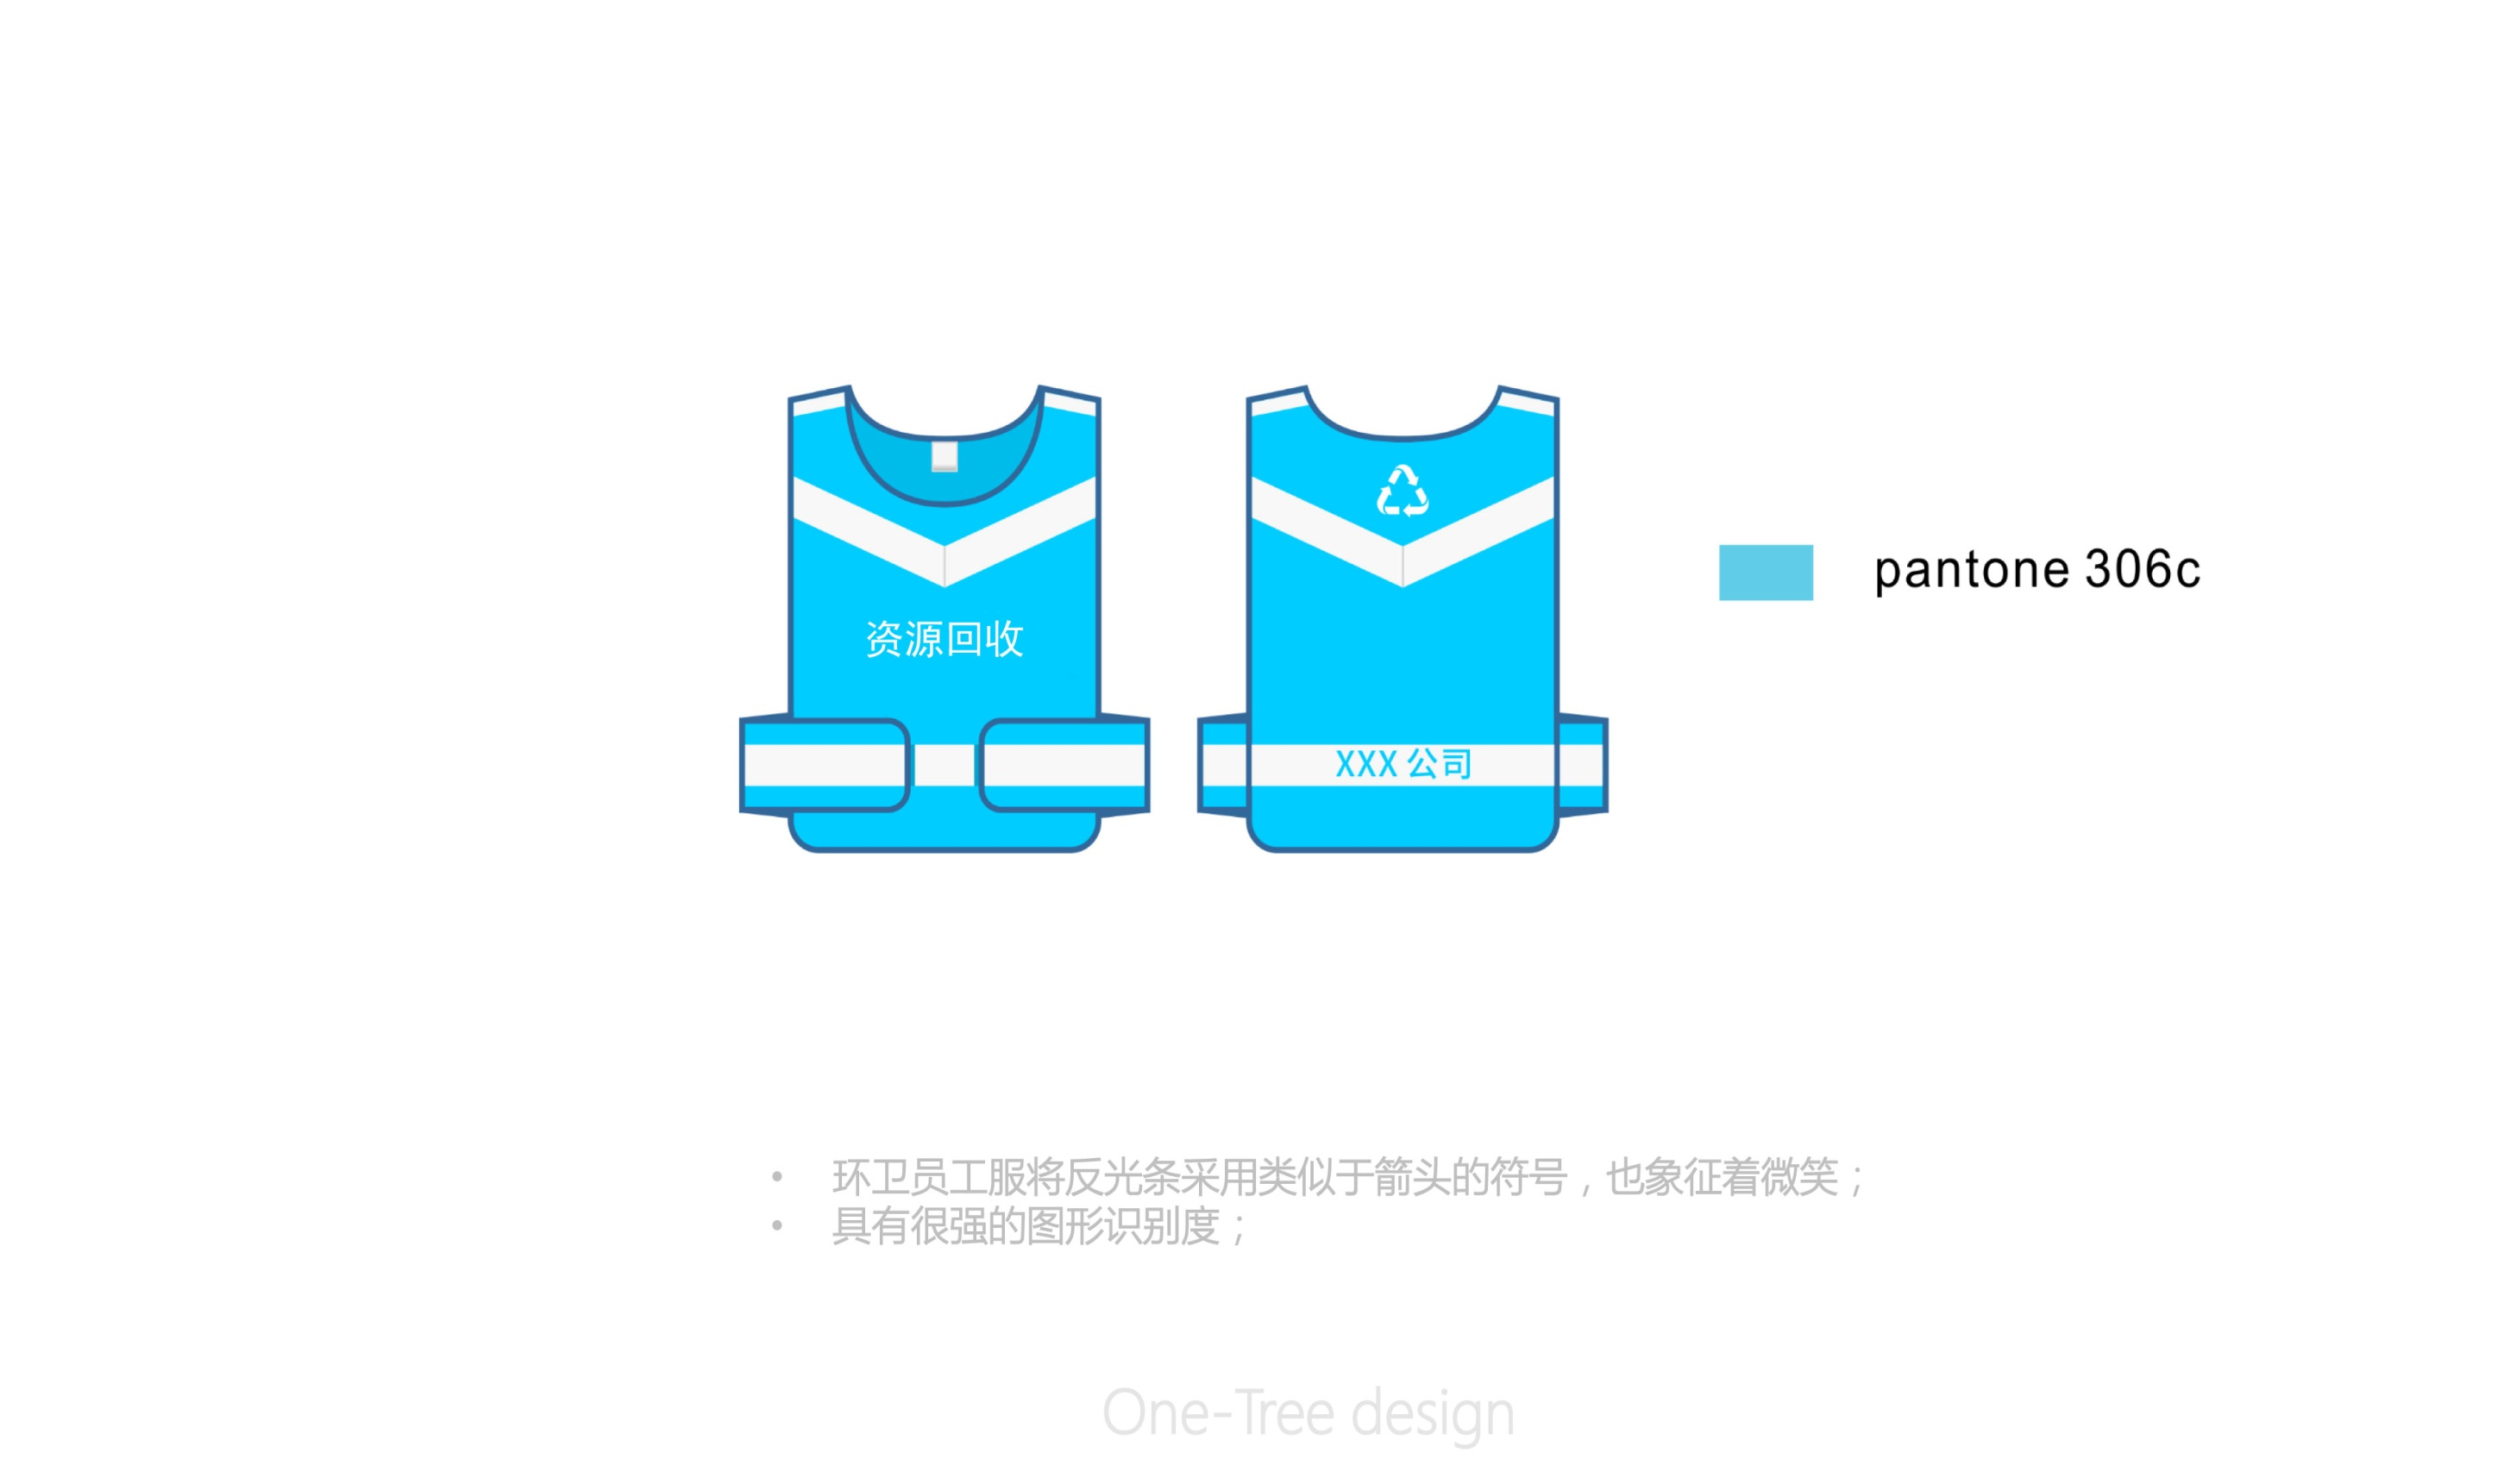 资源回收
XXX 公司
pantone 306c
• 环卫员工服将反光条采用类似于箭头的符号，也象征着微笑；
• 具有很强的图形识别度；
One-Tree design